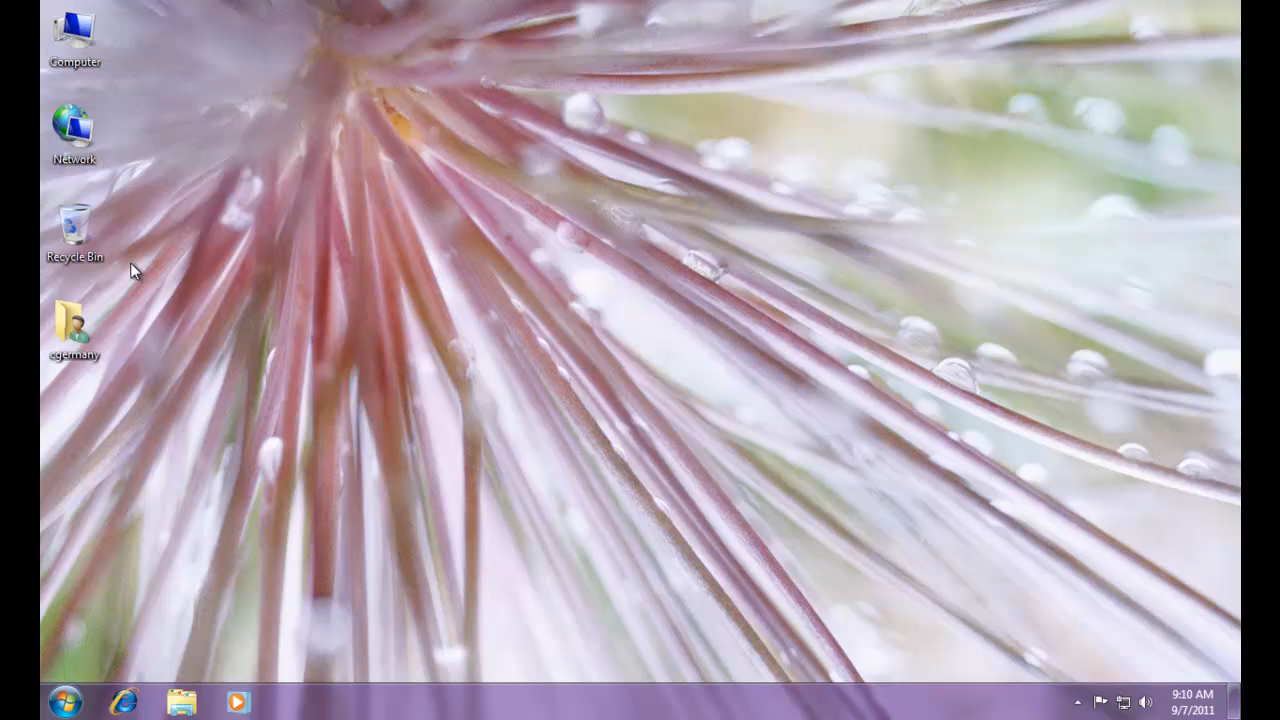 Computer
Network
Recycle Bin
cgermany
9:10 AM
9/7/2011